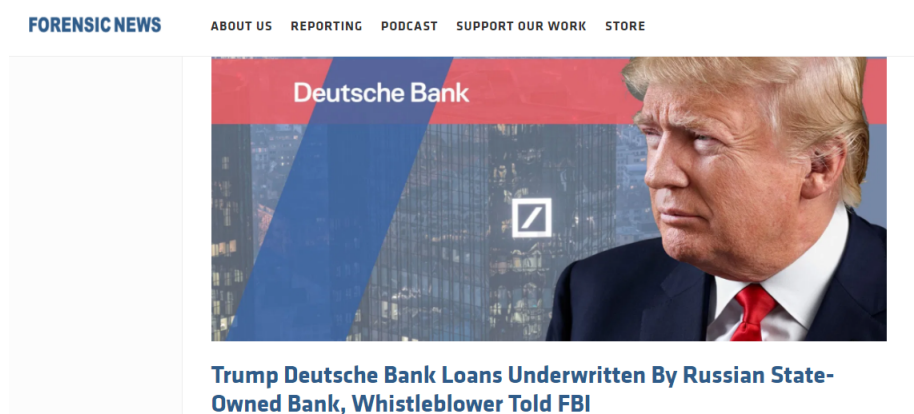 FORENSIC NEWS
ABOUT US REPORTING PODCAST SUPPORT OUR WORK STORE
Deutsche Bank
Trump Deutsche Bank Loans Underwritten By Russian State-
Owned Bank, Whistleblower Told FBI